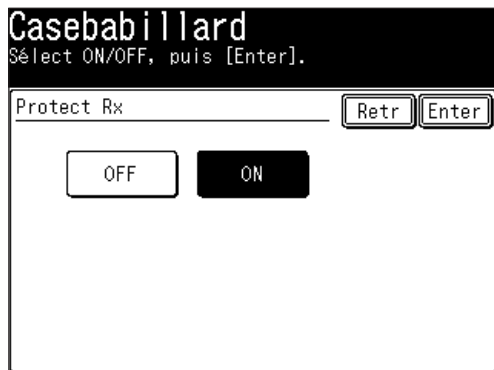 Casebabillard
Sélect ON/OFF, puis [Enter].
Protect Rx Retr Enter
OFF ON